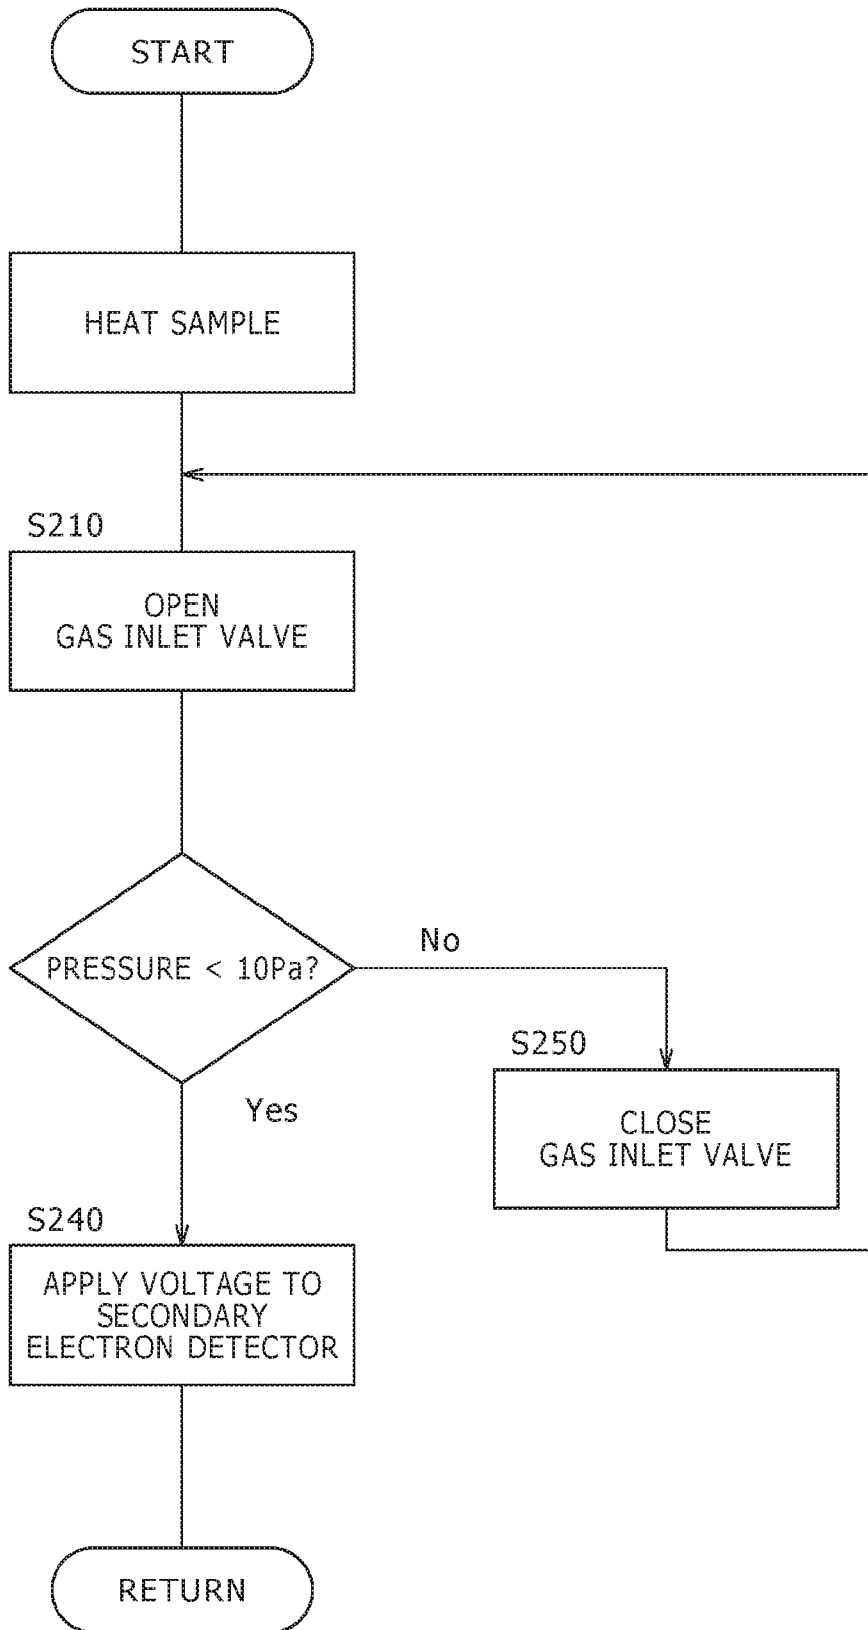 START
HEAT SAMPLE
S210
OPEN
GAS INLET VALVE
PRESSURE < 10Pa?
No
S250
CLOSE
GAS INLET VALVE
Yes
S240
APPLY VOLTAGE TO
SECONDARY
ELECTRON DETECTOR
RETURN